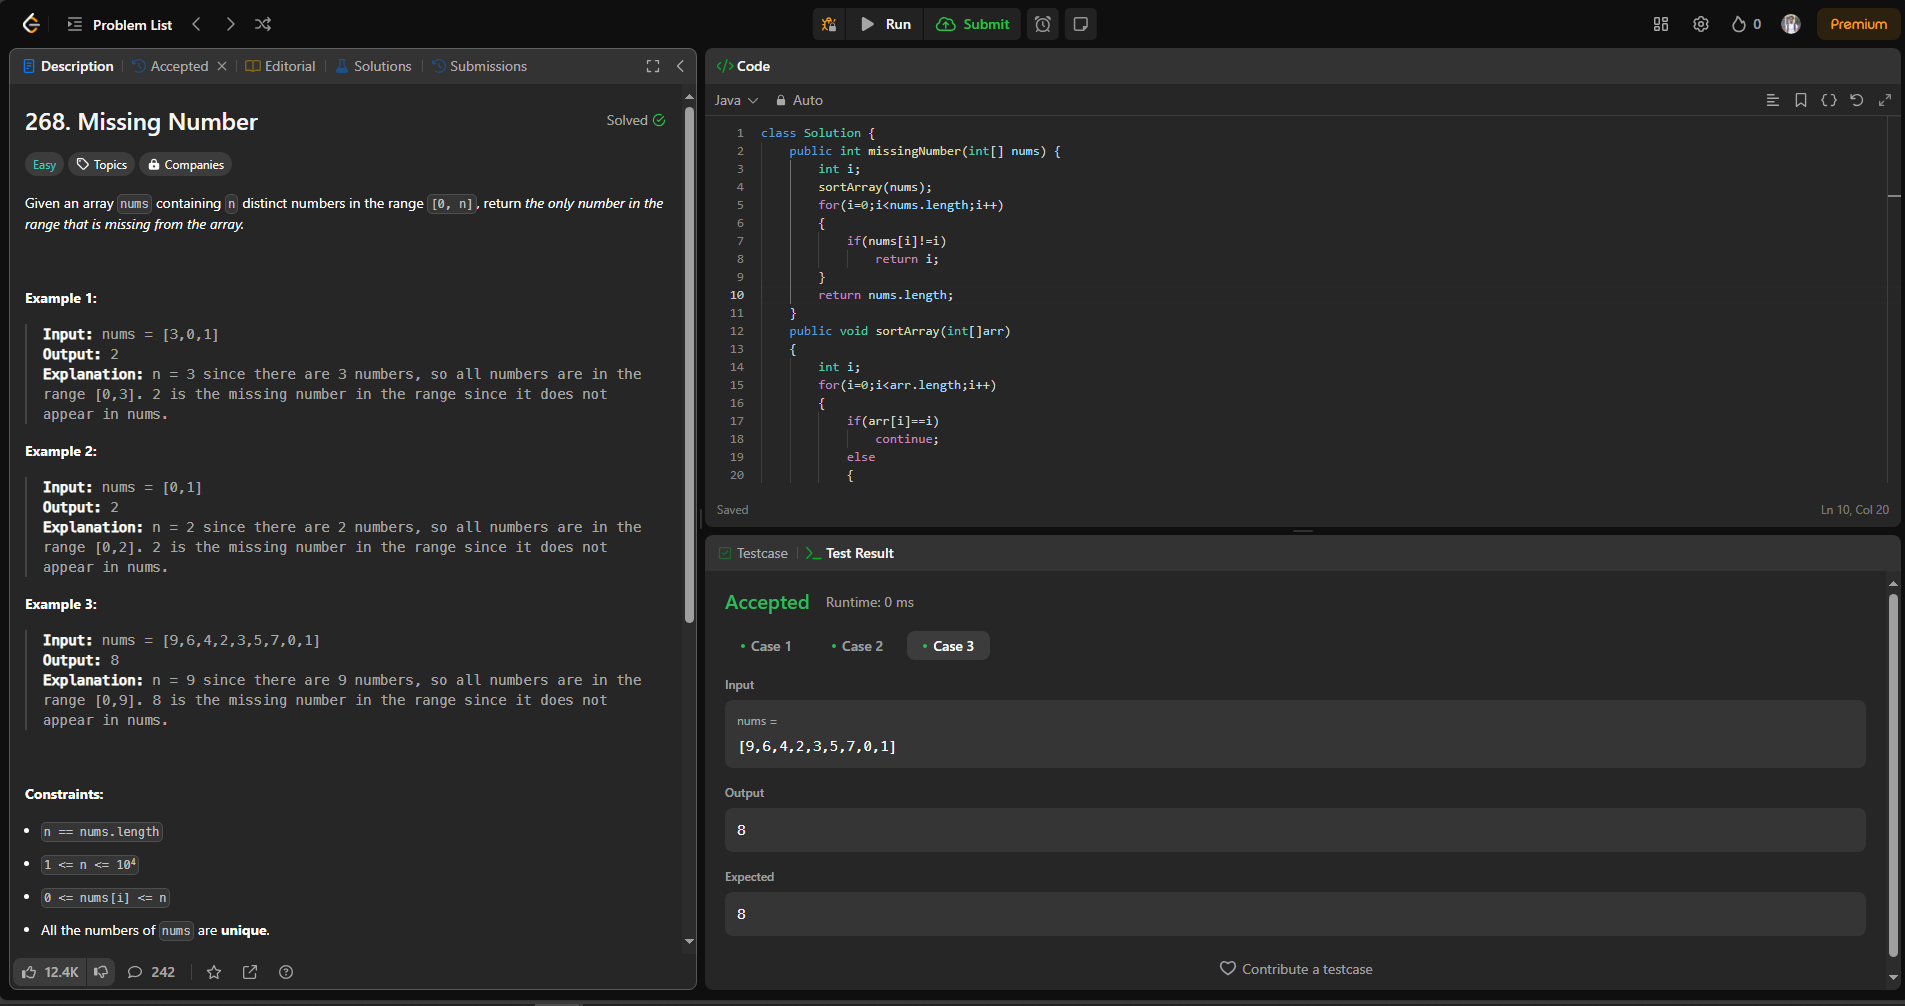 Problem List
Run
Submit
0
Premium
Description
Accepted
Editorial
Solutions
Submissions
268. Missing Number
Solved
Easy
Topics
Companies
Given an array nums containing n distinct numbers in the range [0, n], return the only number in the
range that is missing from the array.
Example 1:
Input: nums = [3,0,1]
Output: 2
Explanation: n = 3 since there are 3 numbers, so all numbers are in the
range [0,3]. 2 is the missing number in the range since it does not
appear in nums.
Example 2:
Input: nums = [0,1]
Output: 2
Explanation: n = 2 since there are 2 numbers, so all numbers are in the
range [0,2]. 2 is the missing number in the range since it does not
appear in nums.
Example 3:
Input: nums = [9,6,4,2,3,5,7,0,1]
Output: 8
Explanation: n = 9 since there are 9 numbers, so all numbers are in the
range [0,9]. 8 is the missing number in the range since it does not
appear in nums.
Constraints:
• n == nums.length
• 1 <= n <= 10⁴
• 0 <= nums[i] <= n
• All the numbers of nums are unique.
12.4K
242
</> Code
Java
Auto
1 class Solution {
2     public int missingNumber(int[] nums) {
3         int i;
4         sortArray(nums);
5         for(i=0;i<nums.length;i++)
6         {
7             if(nums[i]!=i)
8                 return i;
9         }
10         return nums.length;
11     }
12     public void sortArray(int[]arr)
13     {
14         int i;
15         for(i=0;i<arr.length;i++)
16         {
17             if(arr[i]==i)
18                 continue;
19             else
20             {
Saved
Ln 10, Col 20
Testcase
>_ Test Result
Accepted
Runtime: 0 ms
• Case 1
• Case 2
• Case 3
Input
nums =
[9,6,4,2,3,5,7,0,1]
Output
8
Expected
8
Contribute a testcase